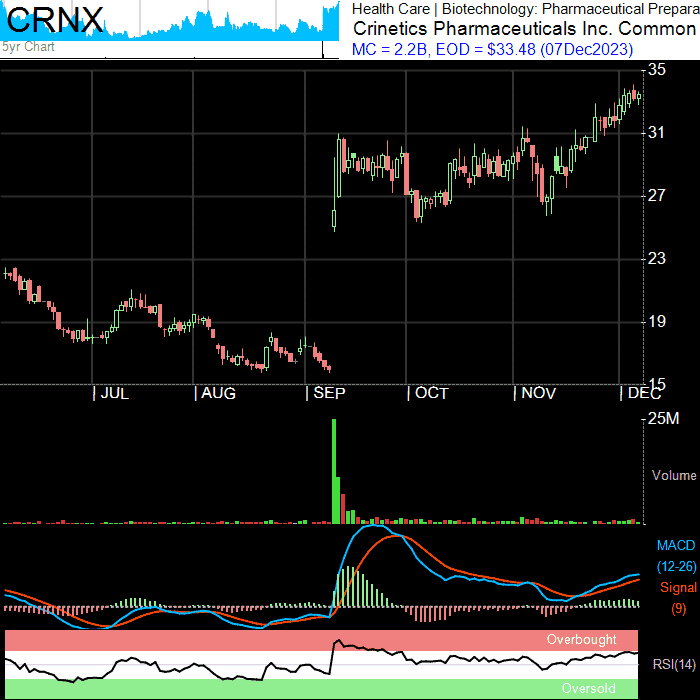 CRNX
5yr Chart
Health Care | Biotechnology: Pharmaceutical Prepara
Crinetics Pharmaceuticals Inc. Common
MC = 2.2B, EOD = $33.48 (07Dec2023)
35
31
27
23
19
15
| JUL | AUG | SEP | OCT | NOV | DEC
25M
Volume
MACD
(12-26)
Signal
(9)
Overbought
RSI(14)
Oversold